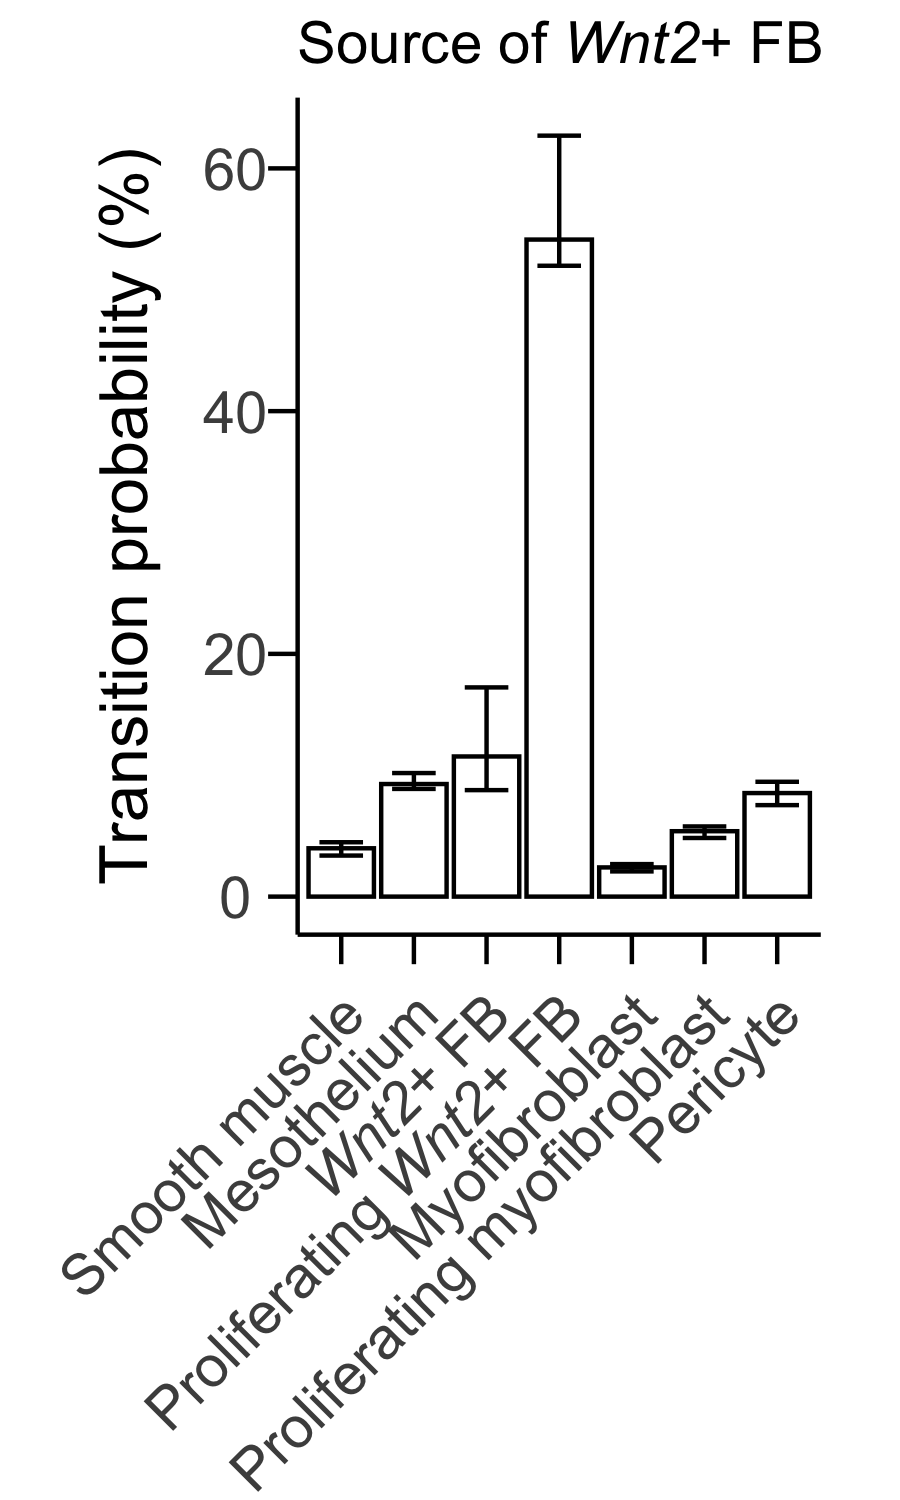 Source of Wnt2+ FB
Transition probability (%)
60
40
20
0
Smooth muscle
Mesothelium
Wnt2+ FB
Proliferating Wnt2+ FB
Myofibroblast
Proliferating myofibroblast
Pericyte